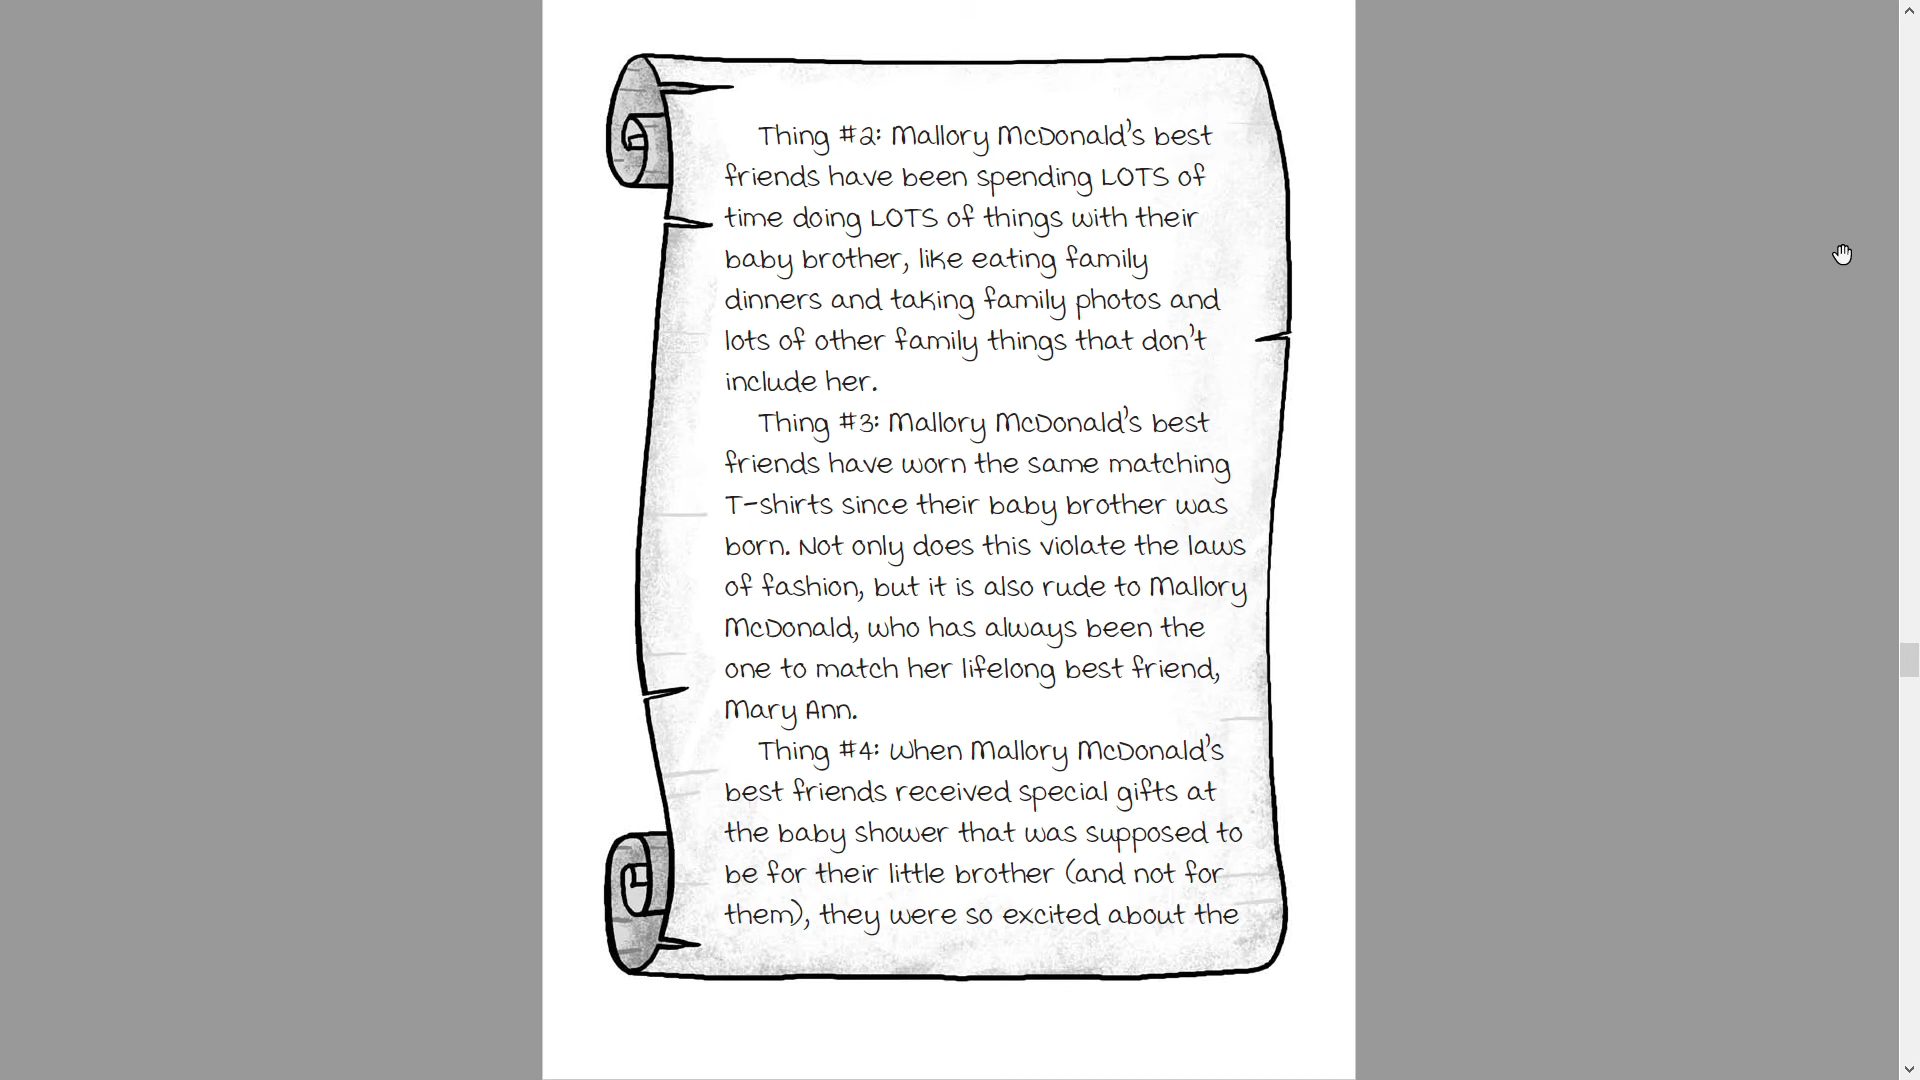 Thing #2: Mallory McDonald's best
friends have been spending LOTS of
time doing LOTS of things with their
baby brother, like eating family
dinners and taking family photos and
lots of other family things that don't
include her.
Thing #3: Mallory McDonald's best
friends have worn the same matching
T-shirts since their baby brother was
born. Not only does this violate the laws
of fashion, but it is also rude to Mallory
McDonald, who has always been the
one to match her lifelong best friend,
Mary Ann.
Thing #4: When Mallory McDonald's
best friends received special gifts at
the baby shower that was supposed to
be for their little brother (and not for
them), they were so excited about the